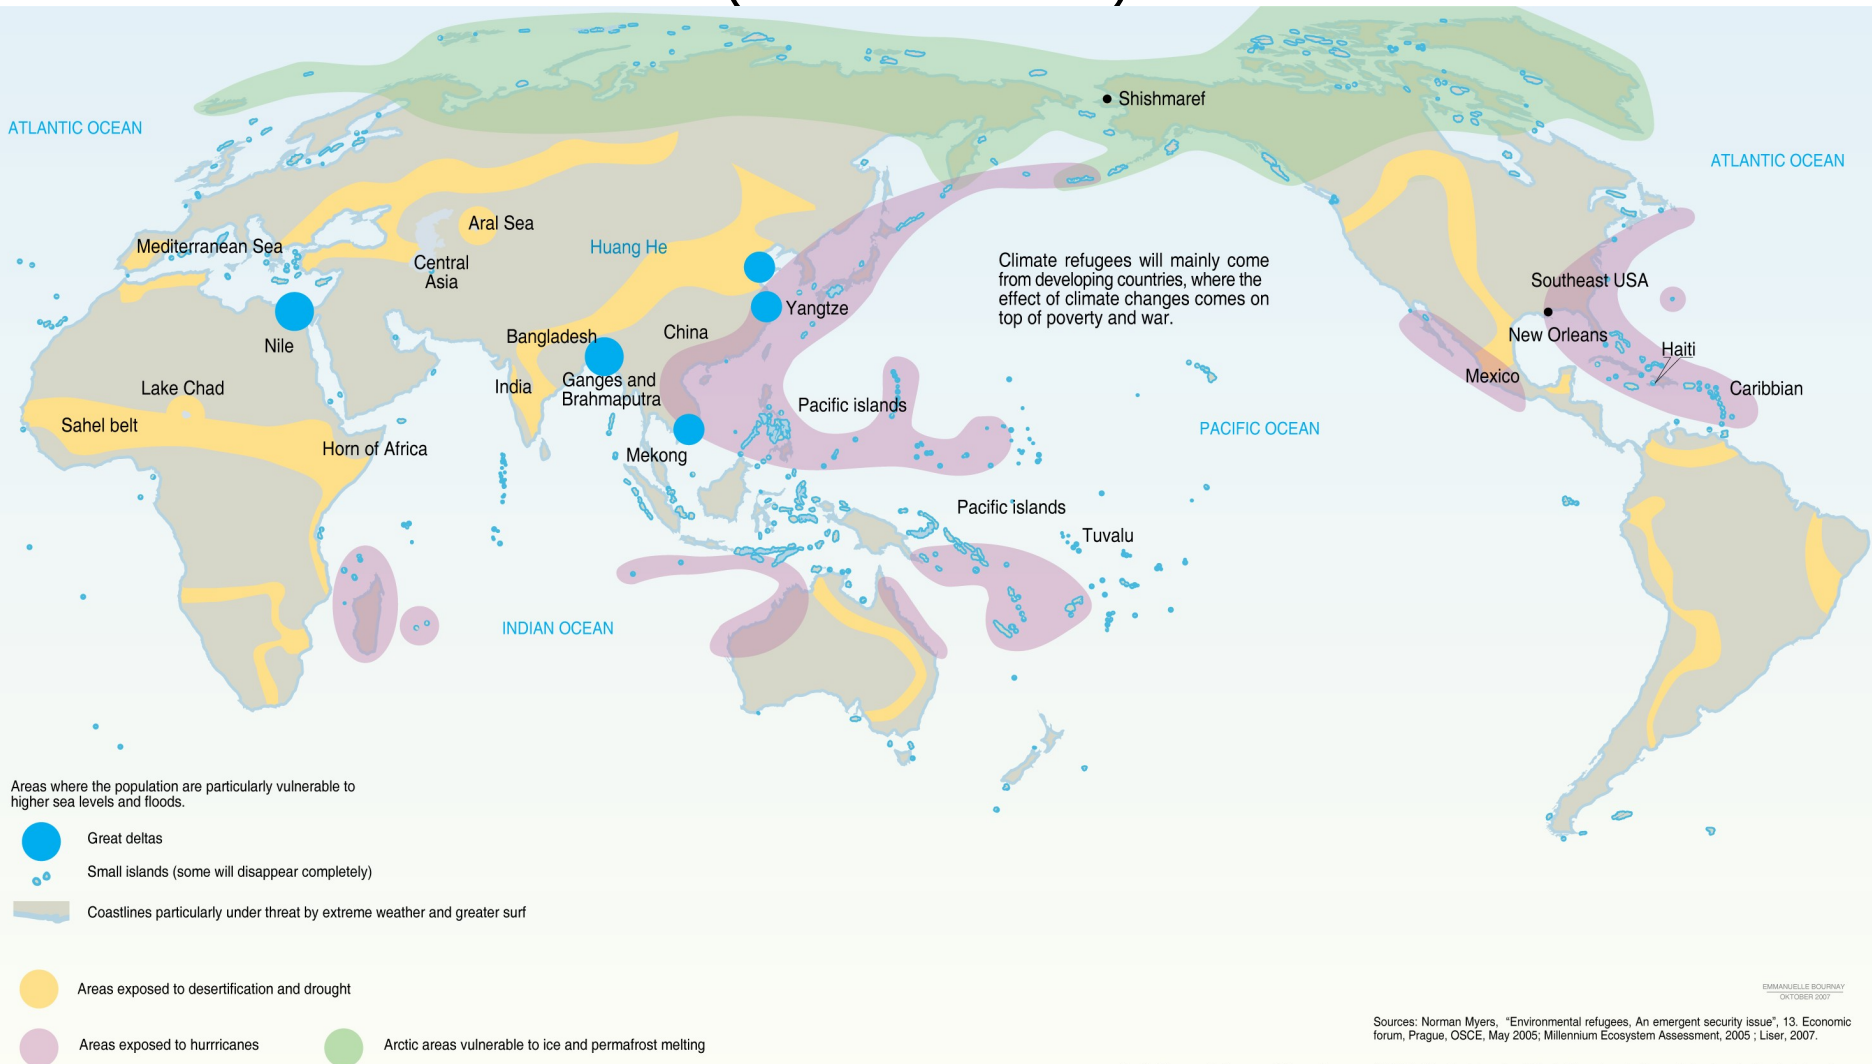 ATLANTIC OCEAN
Shishmaref
ATLANTIC OCEAN
Mediterranean Sea
Aral Sea
Central
Asia
Huang He
Climate refugees will mainly come
from developing countries, where the
effect of climate changes comes on
top of poverty and war.
Southeast USA
Nile
Bangladesh
China
Yangtze
New Orleans
Haiti
Lake Chad
India
Ganges and
Brahmaputra
Pacific islands
Mexico
Caribbian
Sahel belt
Horn of Africa
Mekong
PACIFIC OCEAN
Pacific islands
Tuvalu
INDIAN OCEAN
Areas where the population are particularly vulnerable to
higher sea levels and floods.
Great deltas
Small islands (some will disappear completely)
Coastlines particularly under threat by extreme weather and greater surf
Areas exposed to desertification and drought
Areas exposed to hurrricanes
Arctic areas vulnerable to ice and permafrost melting
EMMANUELLE BOURNAY
OKTOBER 2007
Sources: Norman Myers, “Environmental refugees, An emergent security issue”, 13. Economic
forum, Prague, OSCE, May 2005; Millennium Ecosystem Assessment, 2005 ; Liser, 2007.